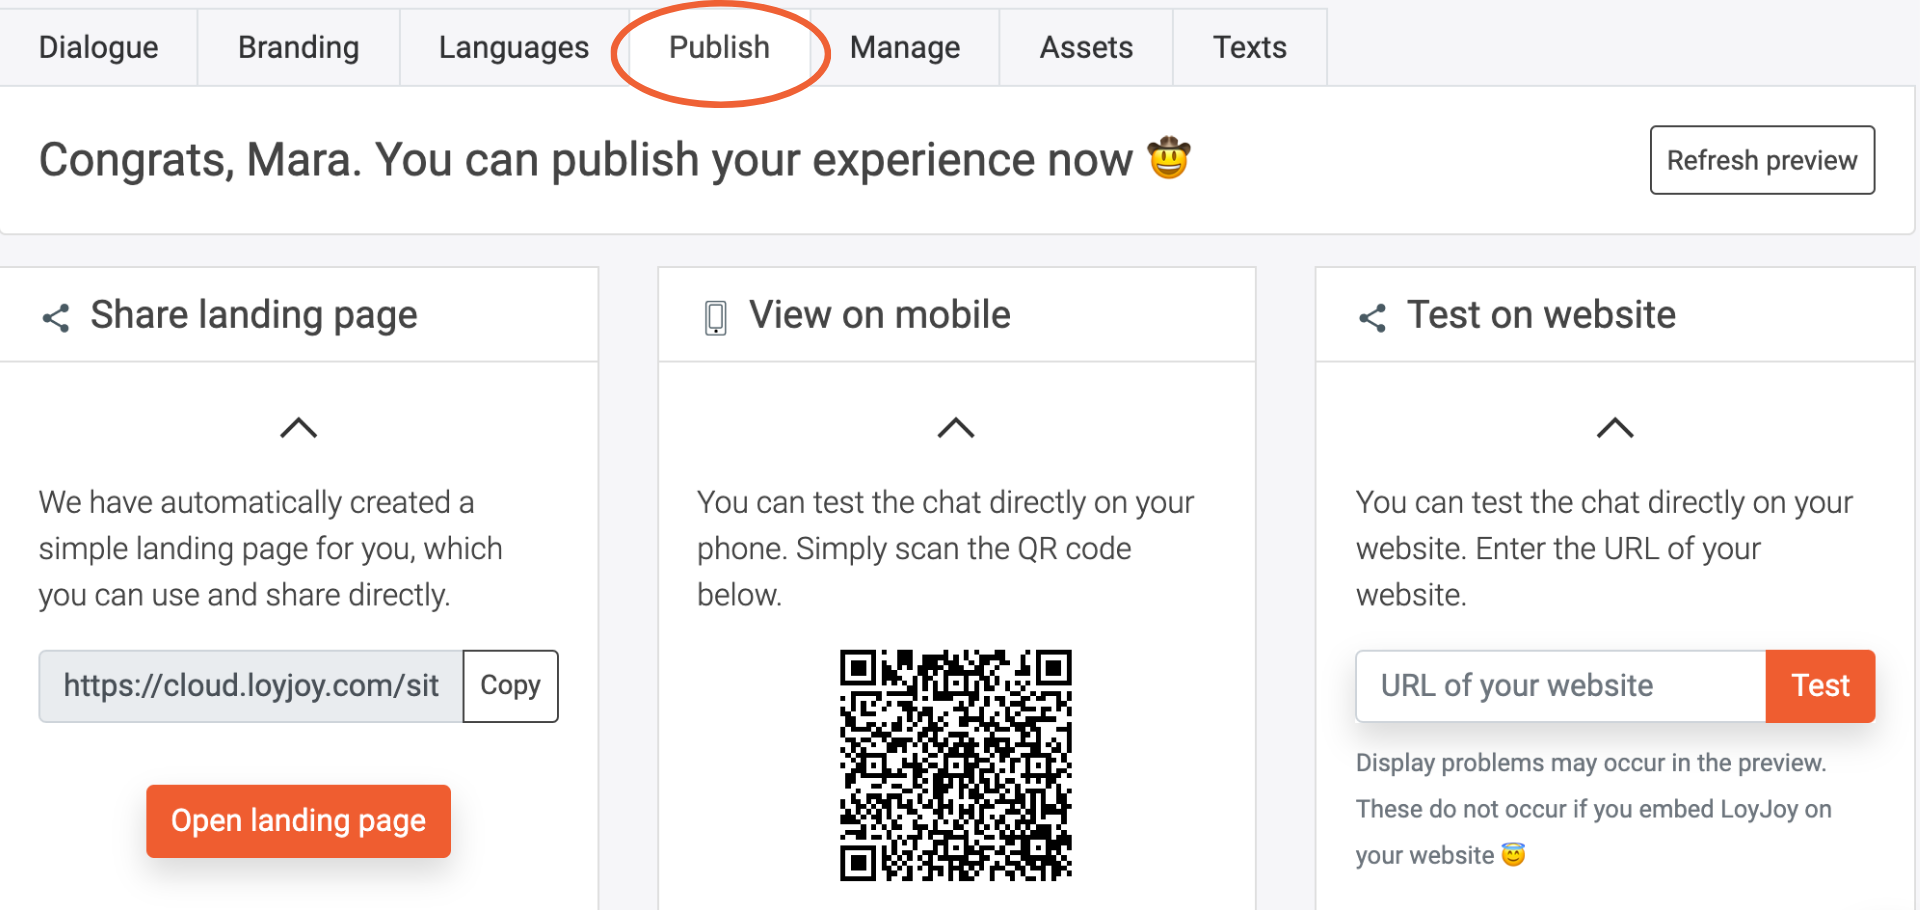 Dialogue Branding Languages Publish Manage Assets Texts
Congrats, Mara. You can publish your experience now 🤠
Refresh preview
Share landing page
We have automatically created a
simple landing page for you, which
you can use and share directly.
https://cloud.loyjoy.com/sit
Copy
Open landing page
View on mobile
You can test the chat directly on your
phone. Simply scan the QR code
below.
Test on website
You can test the chat directly on your
website. Enter the URL of your
website.
URL of your website
Test
Display problems may occur in the preview.
These do not occur if you embed LoyJoy on
your website 😇